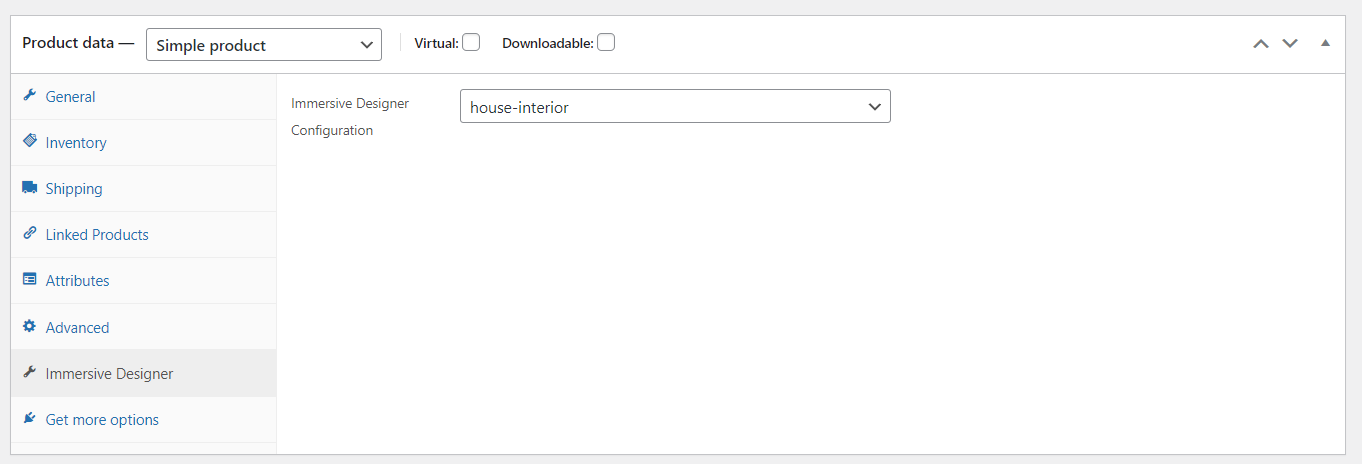 Product data — Simple product Virtual: Downloadable:
General
Immersive Designer Configuration
house-interior
Inventory
Shipping
Linked Products
Attributes
Advanced
Immersive Designer
Get more options